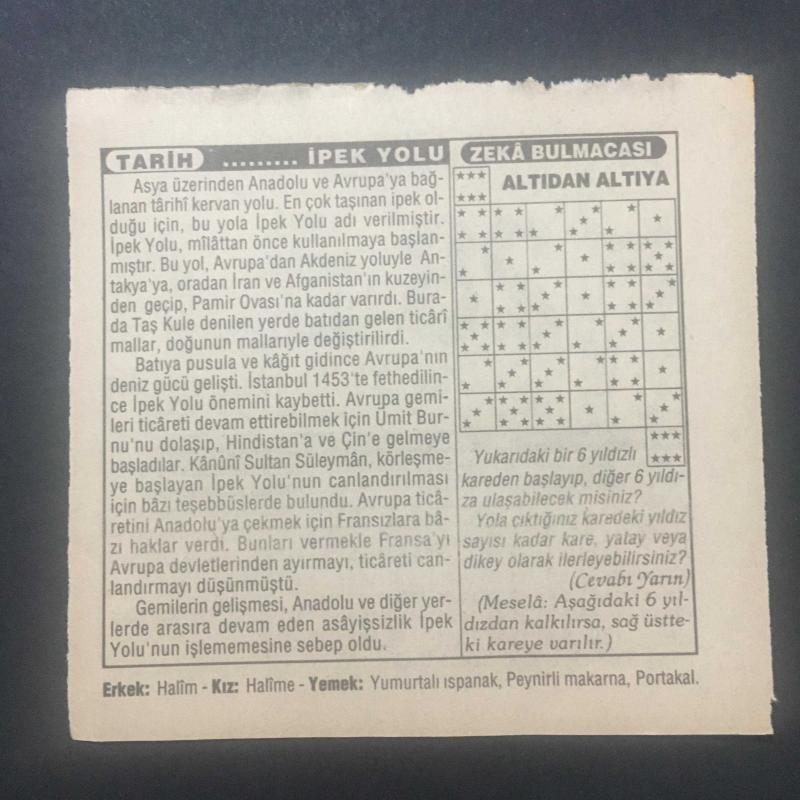 TARİH ......... İPEK YOLU
Asya üzerinden Anadolu ve Avrupa'ya bağ-
lanan târihî kervan yolu. En çok taşınan ipek ol-
duğu için, bu yola İpek Yolu adı verilmiştir.
İpek Yolu, mîlâttan önce kullanılmaya başlan-
mıştır. Bu yol, Avrupa'dan Akdeniz yoluyle An-
takya'ya, oradan İran ve Afganistan'ın kuzeyin-
den geçip, Pamir Ovası'na kadar varırdı. Bura-
da Taş Kule denilen yerde batıdan gelen ticârî
mallar, doğunun mallarıyle değiştirilirdi.
Batıya pusula ve kâğıt gidince Avrupa'nın
deniz gücü gelişti. İstanbul 1453'te fethedilin-
ce İpek Yolu önemini kaybetti. Avrupa gemi-
leri ticâreti devam ettirebilmek için Ümit Bur-
nu'nu dolaşıp, Hindistan'a ve Çin'e gelmeye
başladılar. Kânûnî Sultan Süleymân, körleşme-
ye başlayan İpek Yolu'nun canlandırılması
için bâzı teşebbüslerde bulundu. Avrupa ticâ-
retini Anadolu'ya çekmek için Fransızlara bâ-
zı haklar verdi. Bunları vermekle Fransa'yı
Avrupa devletlerinden ayırmayı, ticâreti can-
landırmayı düşünmüştü.
Gemilerin gelişmesi, Anadolu ve diğer yer-
lerde arasıra devam eden asâyişsizlik İpek
Yolu'nun işlememesine sebep oldu.
ZEKÂ BULMACASI
ALTIDAN ALTIYA
Yukarıdaki bir 6 yıldızlı
kareden başlayıp, diğer 6 yıldı-
za ulaşabilecek misiniz?
Yola çıktığınız karedeki yıldız
sayısı kadar kare, yatay veya
dikey olarak ilerleyebilirsiniz?
(Cevabı Yarın)
(Meselâ: Aşağıdaki 6 yıl-
dızdan kalkılırsa, sağ üstte-
ki kareye varılır.)
Erkek: Halîm - Kız: Halîme - Yemek: Yumurtalı ıspanak, Peynirli makarna, Portakal.